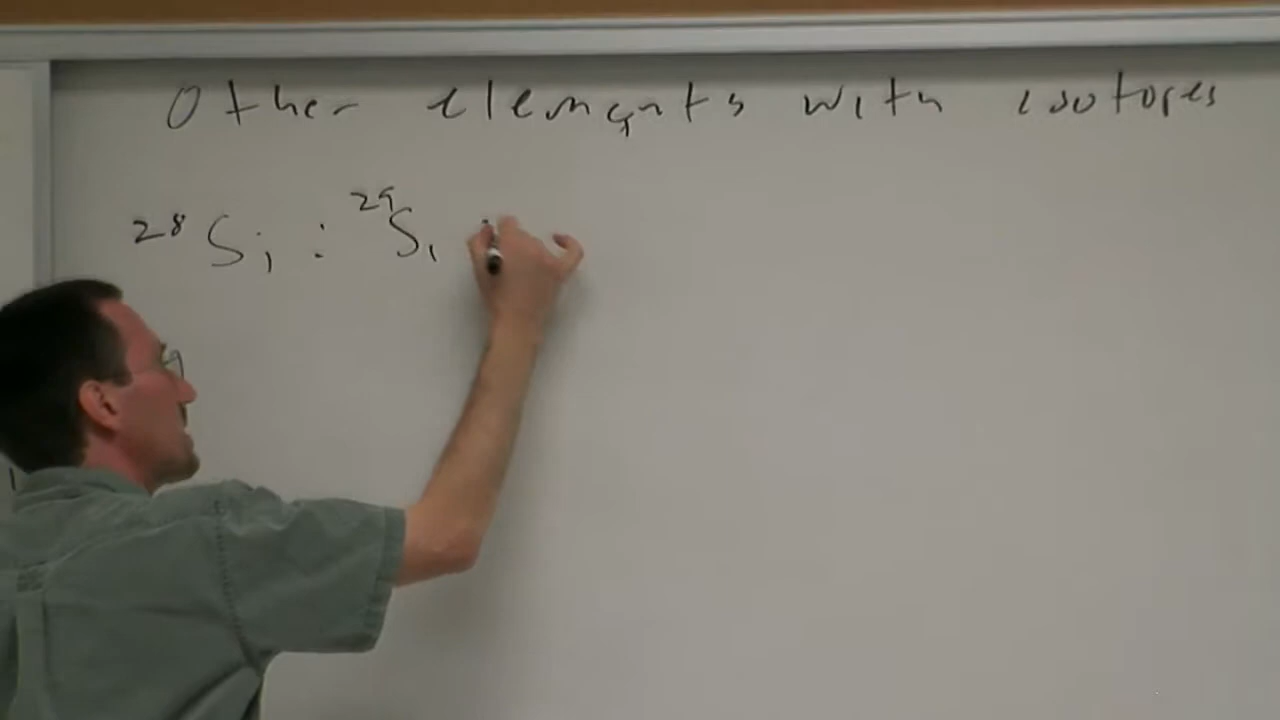 Other elements with isotopes
²⁸Si : ²⁹Si